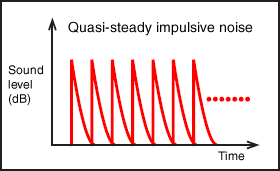 Quasi-steady impulsive noise
Sound
level
(dB)
Time